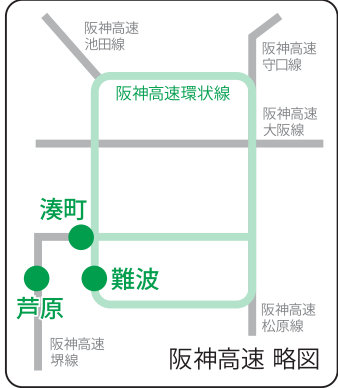 阪神高速
池田線
阪神高速
守口線
阪神高速環状線
阪神高速
大阪線
湊町
難波
芦原
阪神高速
松原線
阪神高速
堺線
阪神高速 略図